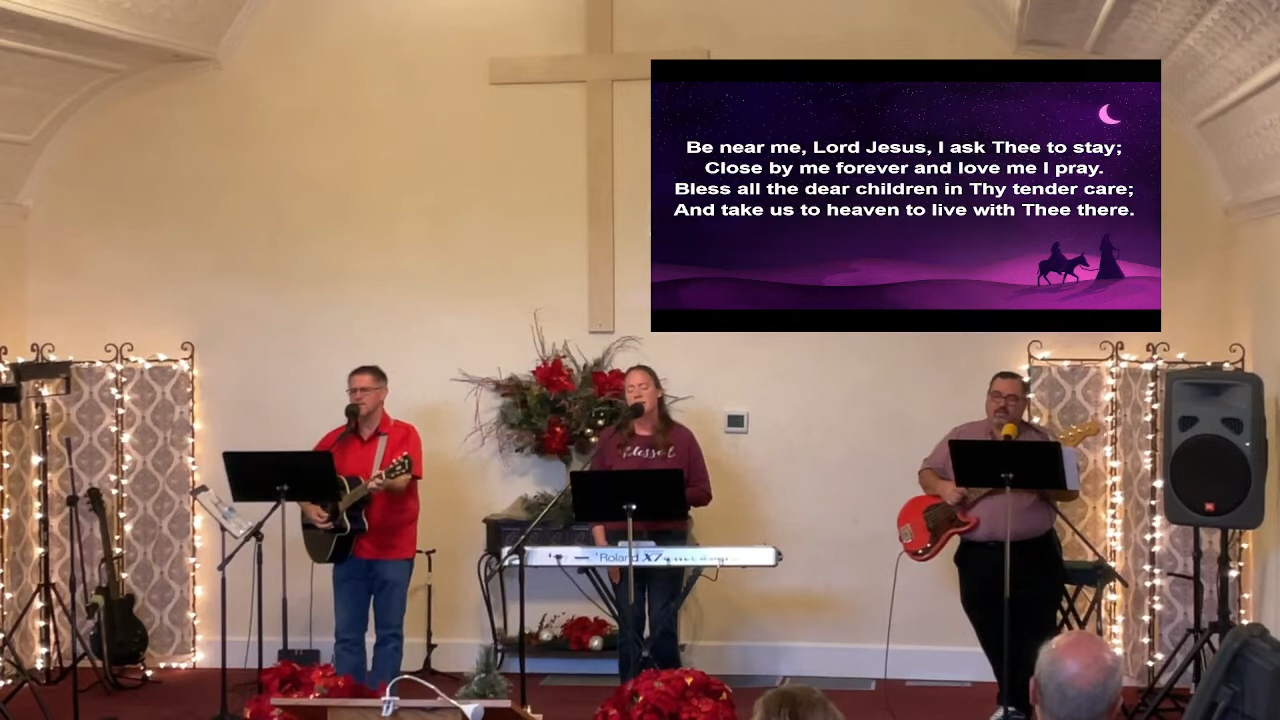 Be near me, Lord Jesus, I ask Thee to stay;
Close by me forever and love me I pray.
Bless all the dear children in Thy tender care;
And take us to heaven to live with Thee there.
Blessed
Roland X7
JBL